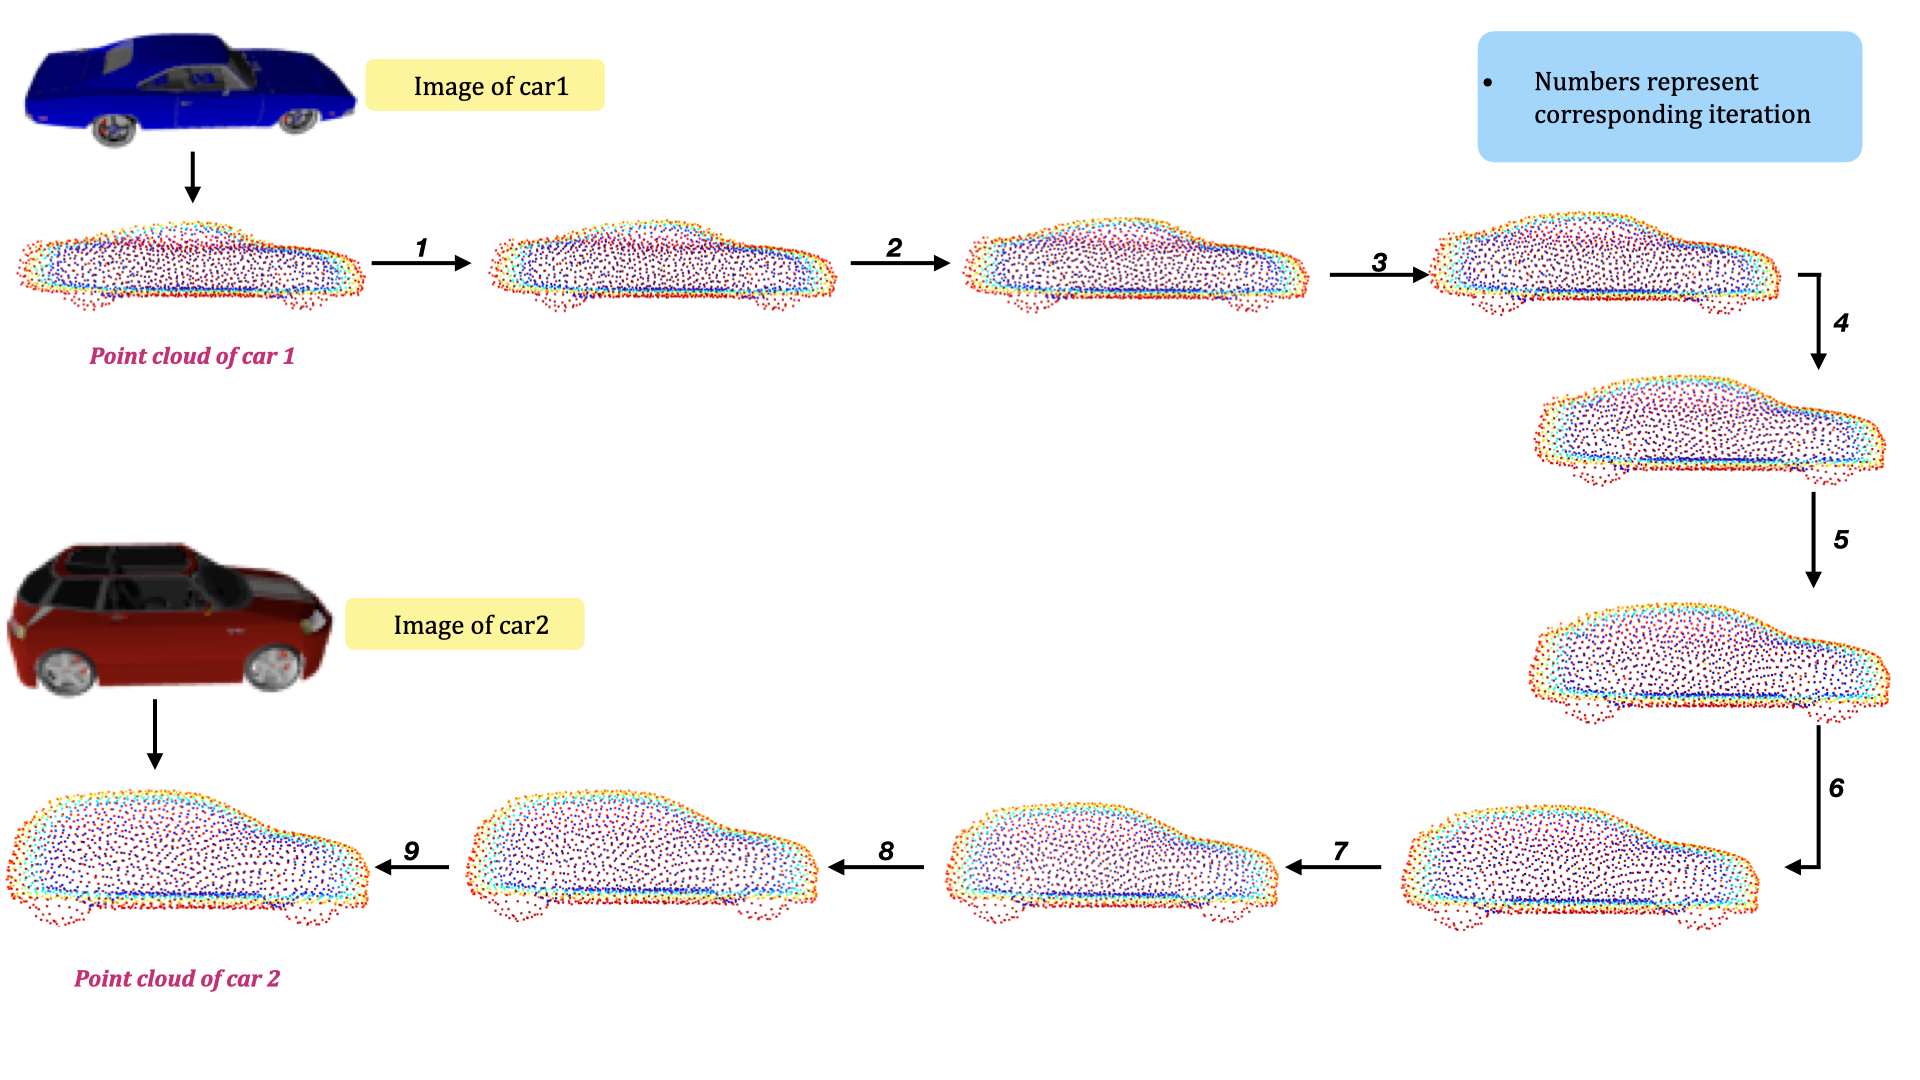 Image of car1
• Numbers represent
corresponding iteration
1
2
3
Point cloud of car 1
4
5
Image of car2
6
7
8
9
Point cloud of car 2